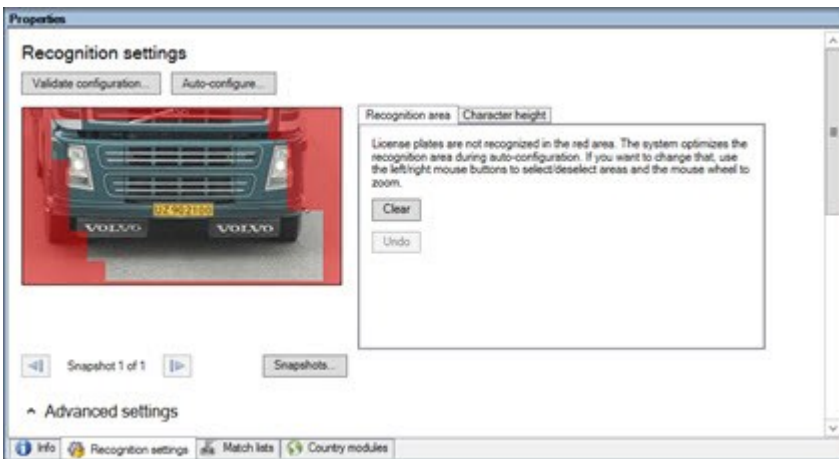 Properties
Recognition settings
Validate configuration...
Auto-configure...
Recognition area
Character height
License plates are not recognized in the red area. The system optimizes the
recognition area during auto-configuration. If you want to change that, use
the left/right mouse buttons to select/deselect areas and the mouse wheel to
zoom.
Clear
Undo
VOLVO
VOLVO
Snapshot 1 of 1
Snapshots...
Advanced settings
Info
Recognition settings
Match lists
Country modules